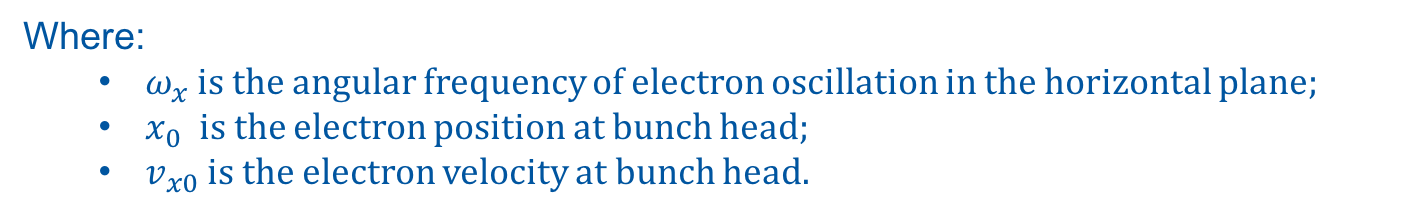 Where:
• ωₓ is the angular frequency of electron oscillation in the horizontal plane;
• x₀ is the electron position at bunch head;
• vₓ₀ is the electron velocity at bunch head.